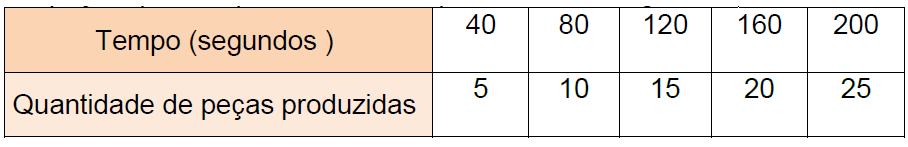 Tempo (segundos ) 40 80 120 160 200
Quantidade de peças produzidas 5 10 15 20 25